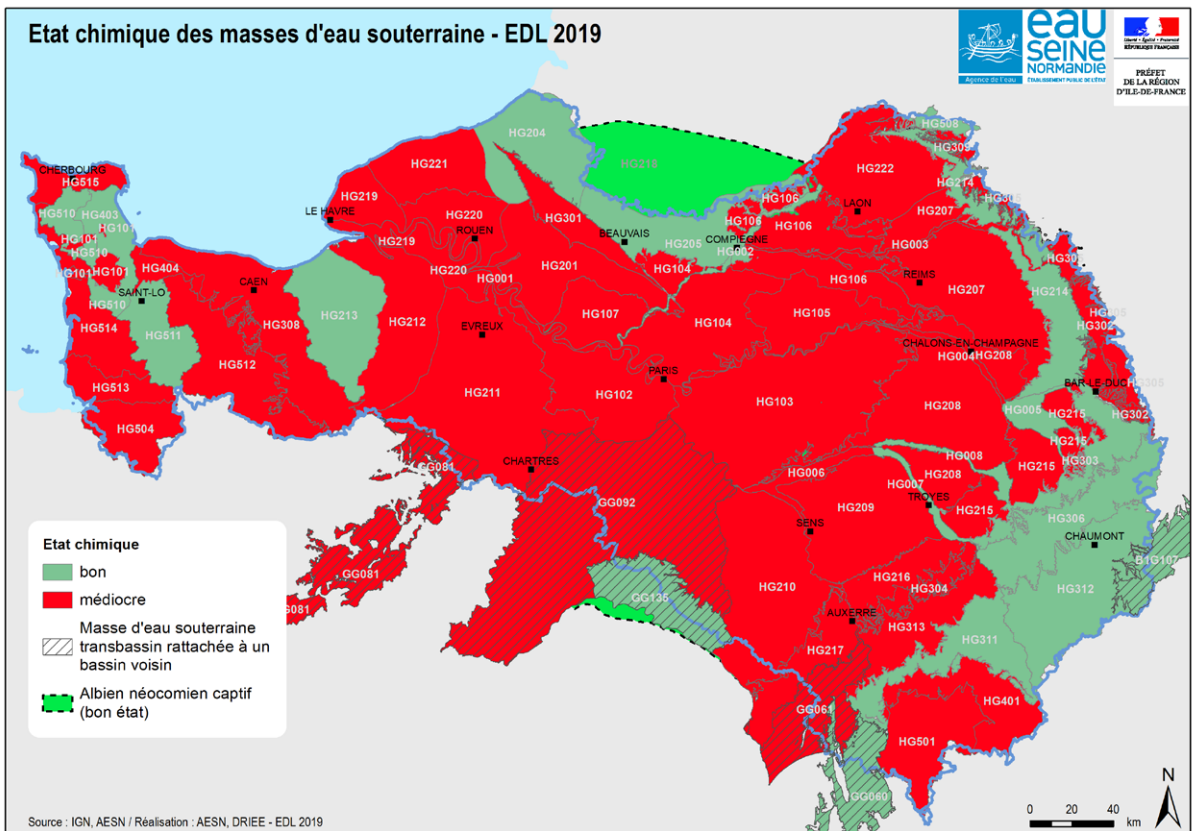 Etat chimique des masses d'eau souterraine - EDL 2019
eau
SEINE
NORMANDIE
Agence de l'eau
ÉTABLISSEMENT PUBLIC DE L'ÉTAT
Liberté • Égalité • Fraternité
RÉPUBLIQUE FRANÇAISE
PRÉFET
DE LA RÉGION
D'ILE-DE-FRANCE
HG204
HG508
HG218
HG309
HG221
HG222
CHERBOURG
HG515
HG214
HG219
HG106
HG510
HG403
LE HAVRE
HG220
HG301
HG106
HG106
LAON
HG207
HG101
ROUEN
BEAUVAIS
HG205
COMPIEGNE
HG002
HG101
HG219
HG003
HG510
HG101
HG404
HG220
HG001
HG201
HG104
HG106
REIMS
HG207
SAINT-LO
CAEN
HG214
HG510
HG213
HG107
HG104
HG105
HG302
HG514
HG511
HG308
HG212
EVREUX
CHALONS-EN-CHAMPAGNE
HG208
HG512
PARIS
HG513
HG211
HG102
HG103
BAR-LE-DUC
HG208
HG005
HG215
HG302
HG504
HG215
CHARTRES
GG081
HG006
HG008
HG208
HG215
HG303
GG092
HG007
TROYES
HG209
HG215
HG306
SENS
CHAUMONT
GG081
HG216
HG312
B1G107
GG135
HG210
HG304
AUXERRE
HG313
HG311
HG217
HG401
GG061
HG501
GG060
Etat chimique
bon
médiocre
Masse d'eau souterraine
transbassin rattachée à un
bassin voisin
Albien néocomien captif
(bon état)
N
0 20 40
km
Source : IGN, AESN / Réalisation : AESN, DRIEE - EDL 2019